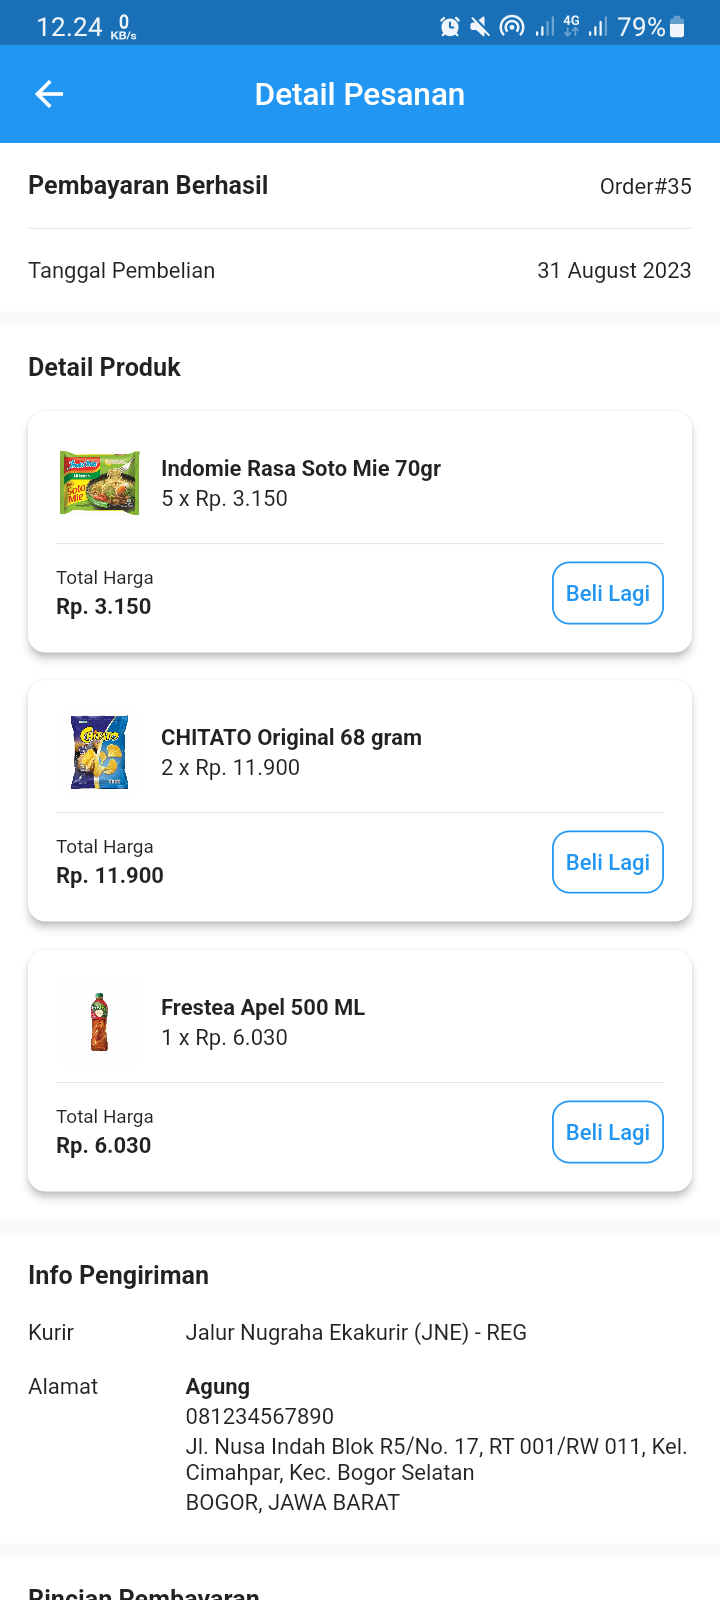 12.24 0 KB/s 4G 79%
Detail Pesanan
Pembayaran Berhasil Order#35
Tanggal Pembelian 31 August 2023
Detail Produk
Indomie Rasa Soto Mie 70gr
5 x Rp. 3.150
Total Harga
Rp. 3.150
Beli Lagi
CHITATO Original 68 gram
2 x Rp. 11.900
Total Harga
Rp. 11.900
Beli Lagi
Frestea Apel 500 ML
1 x Rp. 6.030
Total Harga
Rp. 6.030
Beli Lagi
Info Pengiriman
Kurir Jalur Nugraha Ekakurir (JNE) - REG
Alamat Agung
081234567890
Jl. Nusa Indah Blok R5/No. 17, RT 001/RW 011, Kel.
Cimahpar, Kec. Bogor Selatan
BOGOR, JAWA BARAT
Rincian Pembayaran